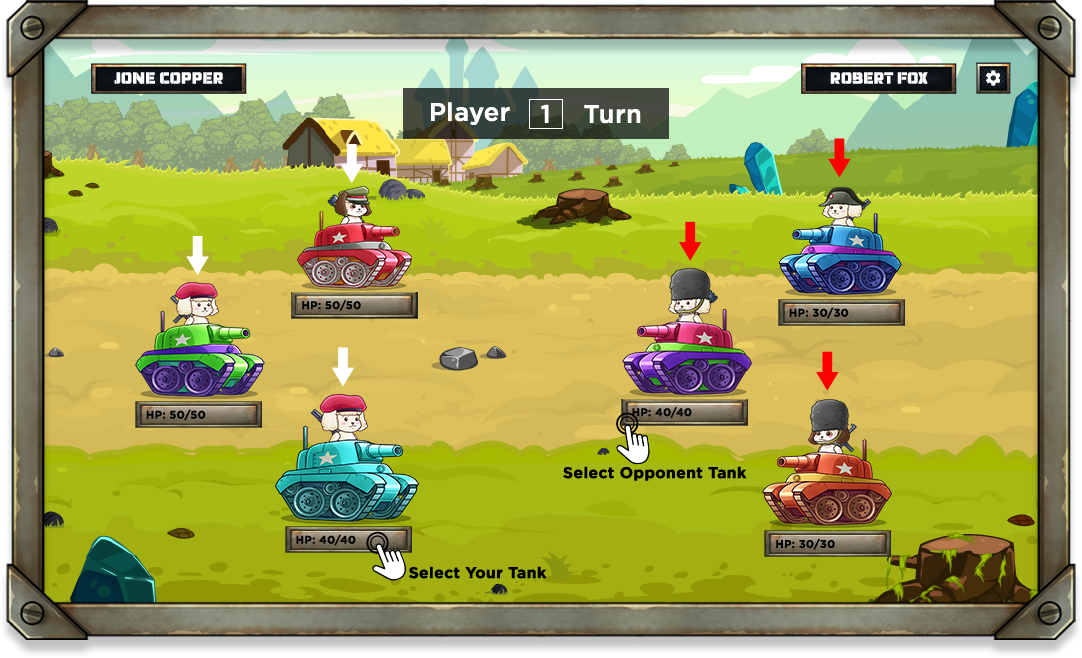 JONE COPPER
ROBERT FOX
Player 1 Turn
HP: 50/50
HP: 30/30
HP: 50/50
HP: 40/40
Select Opponent Tank
HP: 40/40
HP: 30/30
Select Your Tank